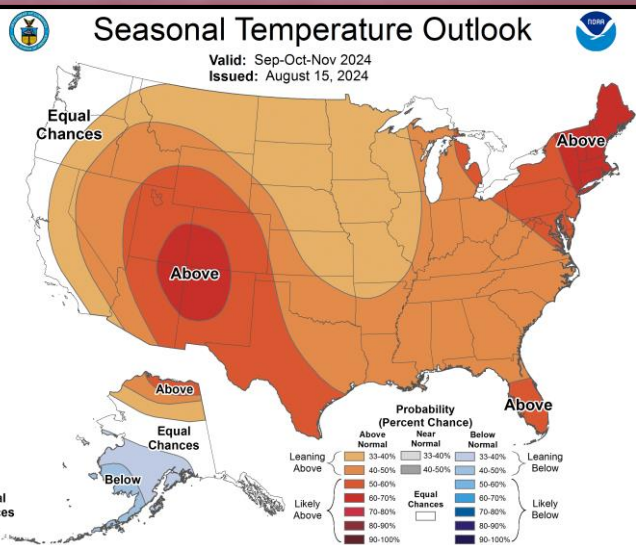 Seasonal Temperature Outlook
NOAA
Valid: Sep-Oct-Nov 2024
Issued: August 15, 2024
Equal
Chances
Above
Above
Above
Above
Equal
Chances
Below
al
ces
Probability
(Percent Chance)
Above
Normal
Near
Normal
Below
Normal
Leaning
Above
33-40%
40-50%
33-40%
40-50%
33-40%
40-50%
Leaning
Below
Likely
Above
50-60%
60-70%
70-80%
80-90%
90-100%
Equal
Chances
50-60%
60-70%
70-80%
80-90%
90-100%
Likely
Below